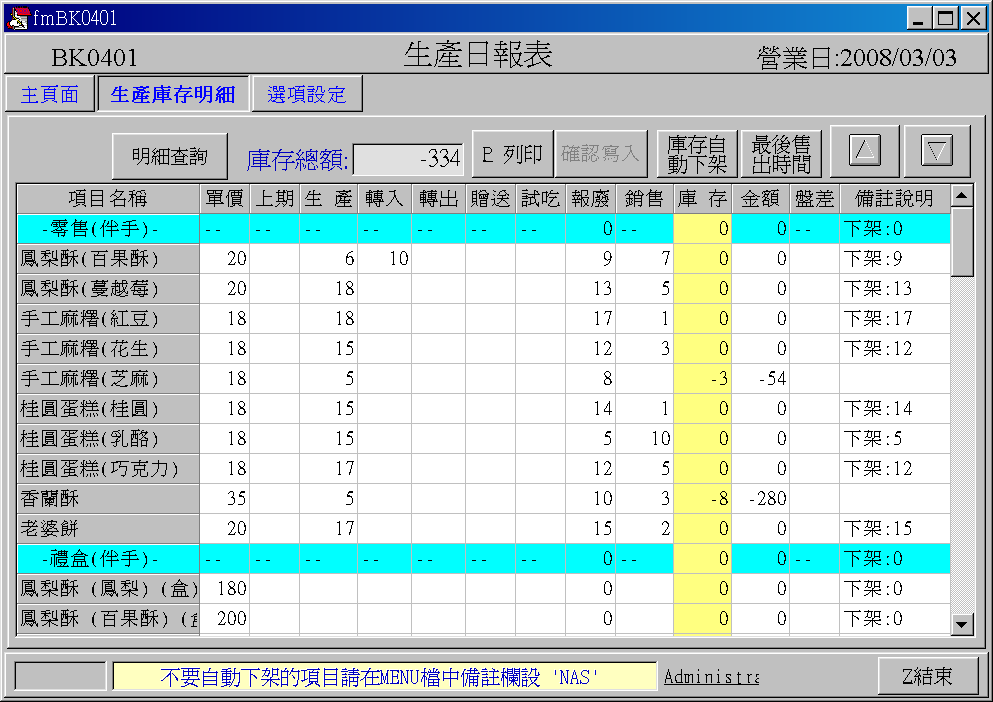 fmBK0401
BK0401 生產日報表 營業日:2008/03/03
主頁面 生產庫存明細 選項設定
明細查詢 庫存總額: -334 P 列印 確認寫入 庫存自動下架 最後售出時間
項目名稱 單價 上期 生 產 轉入 轉出 贈送 試吃 報廢 銷售 庫 存 金額 盤差 備註說明
-零售(伴手)- -- -- -- -- -- -- -- 0 -- 0 0 -- 下架:0
鳳梨酥(百果酥) 20 6 10 9 7 0 0 下架:9
鳳梨酥(蔓越莓) 20 18 13 5 0 0 下架:13
手工麻糬(紅豆) 18 18 17 1 0 0 下架:17
手工麻糬(花生) 18 15 12 3 0 0 下架:12
手工麻糬(芝麻) 18 5 8 -3 -54
桂圓蛋糕(桂圓) 18 15 14 1 0 0 下架:14
桂圓蛋糕(乳酪) 18 15 5 10 0 0 下架:5
桂圓蛋糕(巧克力) 18 17 12 5 0 0 下架:12
香蘭酥 35 5 10 3 -8 -280
老婆餅 20 17 15 2 0 0 下架:15
-禮盒(伴手)- -- -- -- -- -- -- -- 0 -- 0 0 -- 下架:0
鳳梨酥 (鳳梨) (盒) 180 0 0 0 下架:0
鳳梨酥 (百果酥) ( 200 0 0 0 下架:0
不要自動下架的項目請在MENU檔中備註欄設 'NAS' Administra Z結束